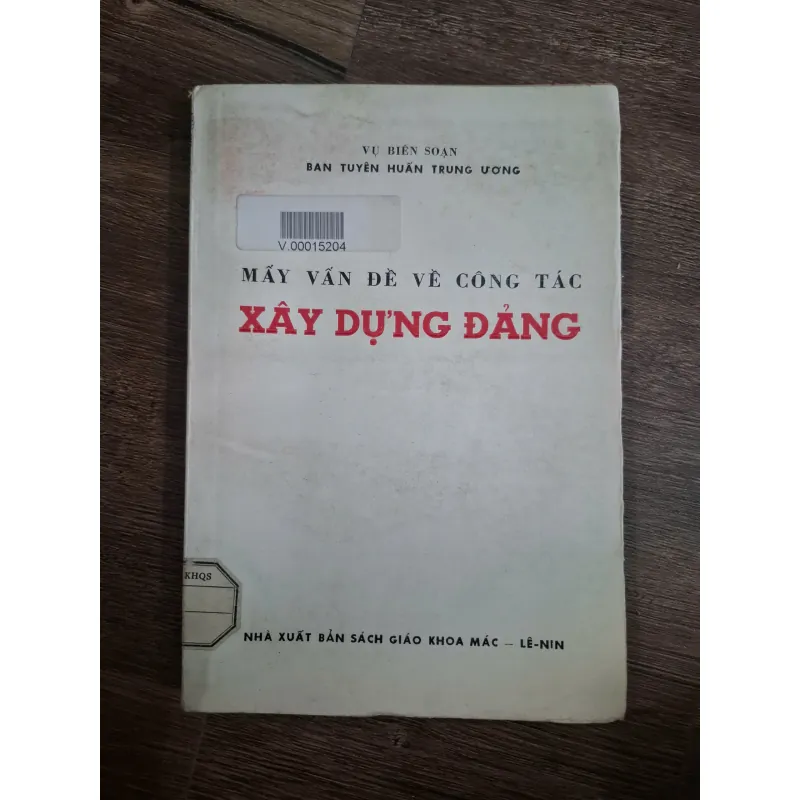 VỤ BIÊN SOẠN
BAN TUYÊN HUẤN TRUNG ƯƠNG
V.00015204
MẤY VẤN ĐỀ VỀ CÔNG TÁC
XÂY DỰNG ĐẢNG
KHQS
NHÀ XUẤT BẢN SÁCH GIÁO KHOA MÁC – LÊ-NIN